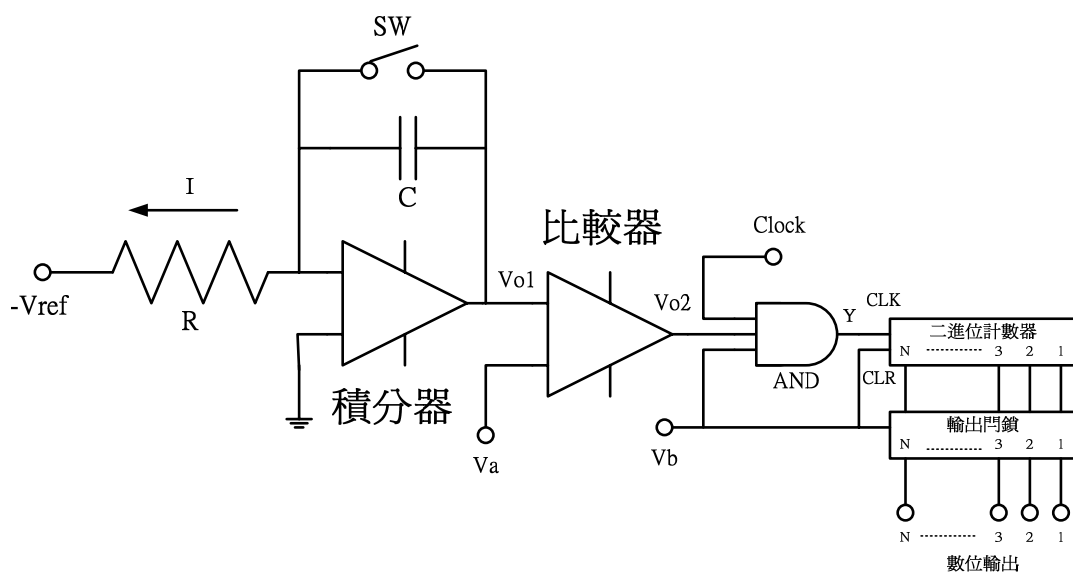 SW
C
I
-Vref
R
積分器
Vo1
比較器
Va
Vo2
Clock
Y
AND
Vb
CLK
CLR
二進位計數器
N 3 2 1
輸出閂鎖
N 3 2 1
N 3 2 1
數位輸出